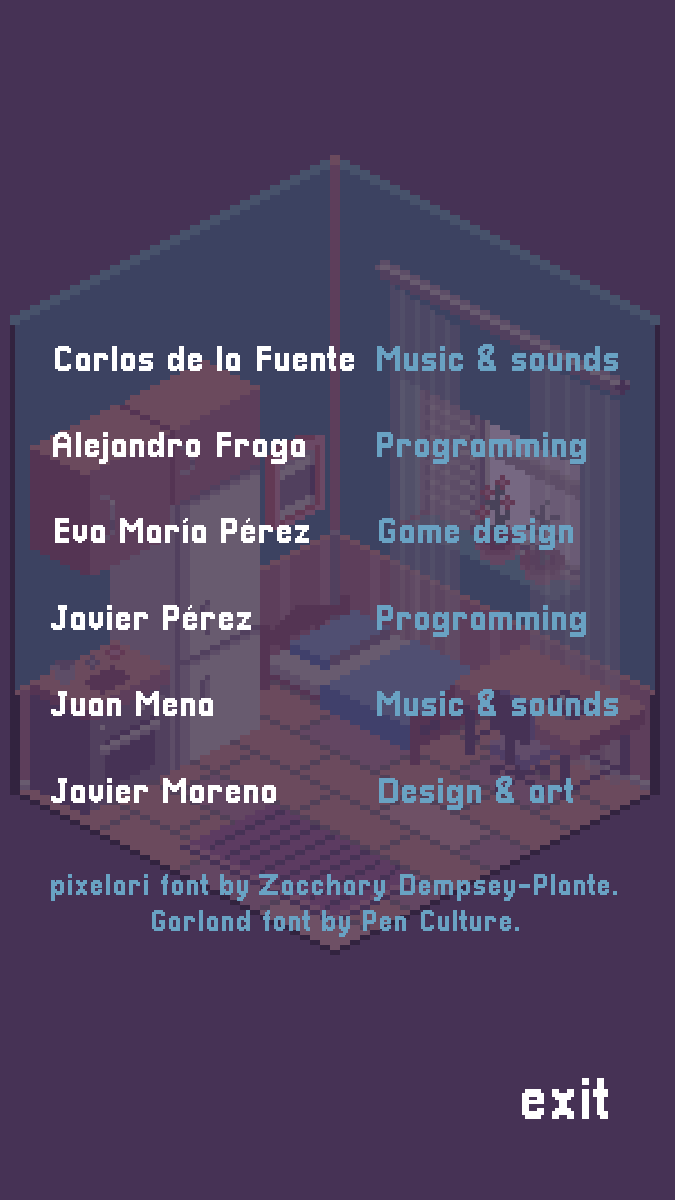 Carlos de la Fuente Music & sounds
Alejandro Fraga Programming
Eva María Pérez Game design
Javier Pérez Programming
Juan Mena Music & sounds
Javier Moreno Design & art
pixelari font by Zacchary Dempsey-Plante.
Garland font by Pen Culture.
exit